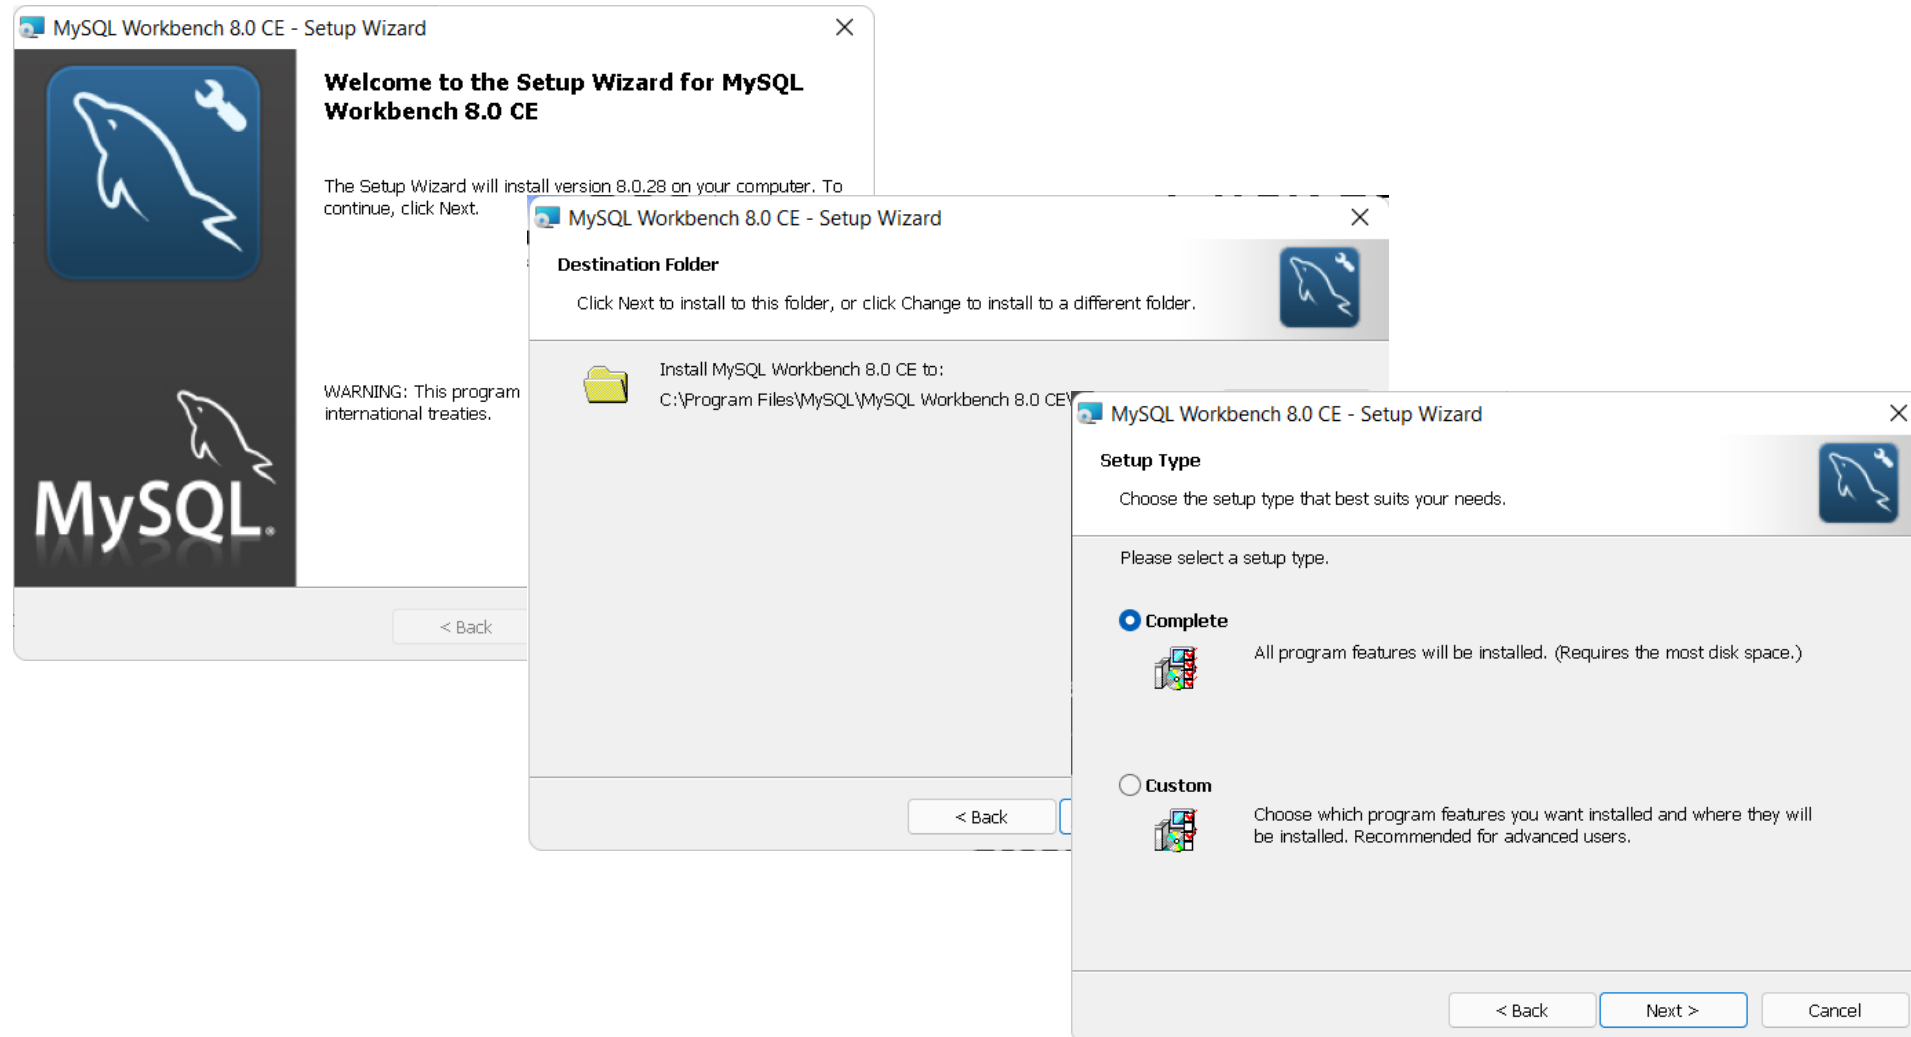 MySQL Workbench 8.0 CE - Setup Wizard
Welcome to the Setup Wizard for MySQL
Workbench 8.0 CE
The Setup Wizard will install version 8.0.28 on your computer. To
continue, click Next.
WARNING: This program
international treaties.
MySQL®
< Back
MySQL Workbench 8.0 CE - Setup Wizard
Destination Folder
Click Next to install to this folder, or click Change to install to a different folder.
Install MySQL Workbench 8.0 CE to:
C:\Program Files\MySQL\MySQL Workbench 8.0 CE\
< Back
MySQL Workbench 8.0 CE - Setup Wizard
Setup Type
Choose the setup type that best suits your needs.
Please select a setup type.
Complete
All program features will be installed. (Requires the most disk space.)
Custom
Choose which program features you want installed and where they will
be installed. Recommended for advanced users.
< Back
Next >
Cancel